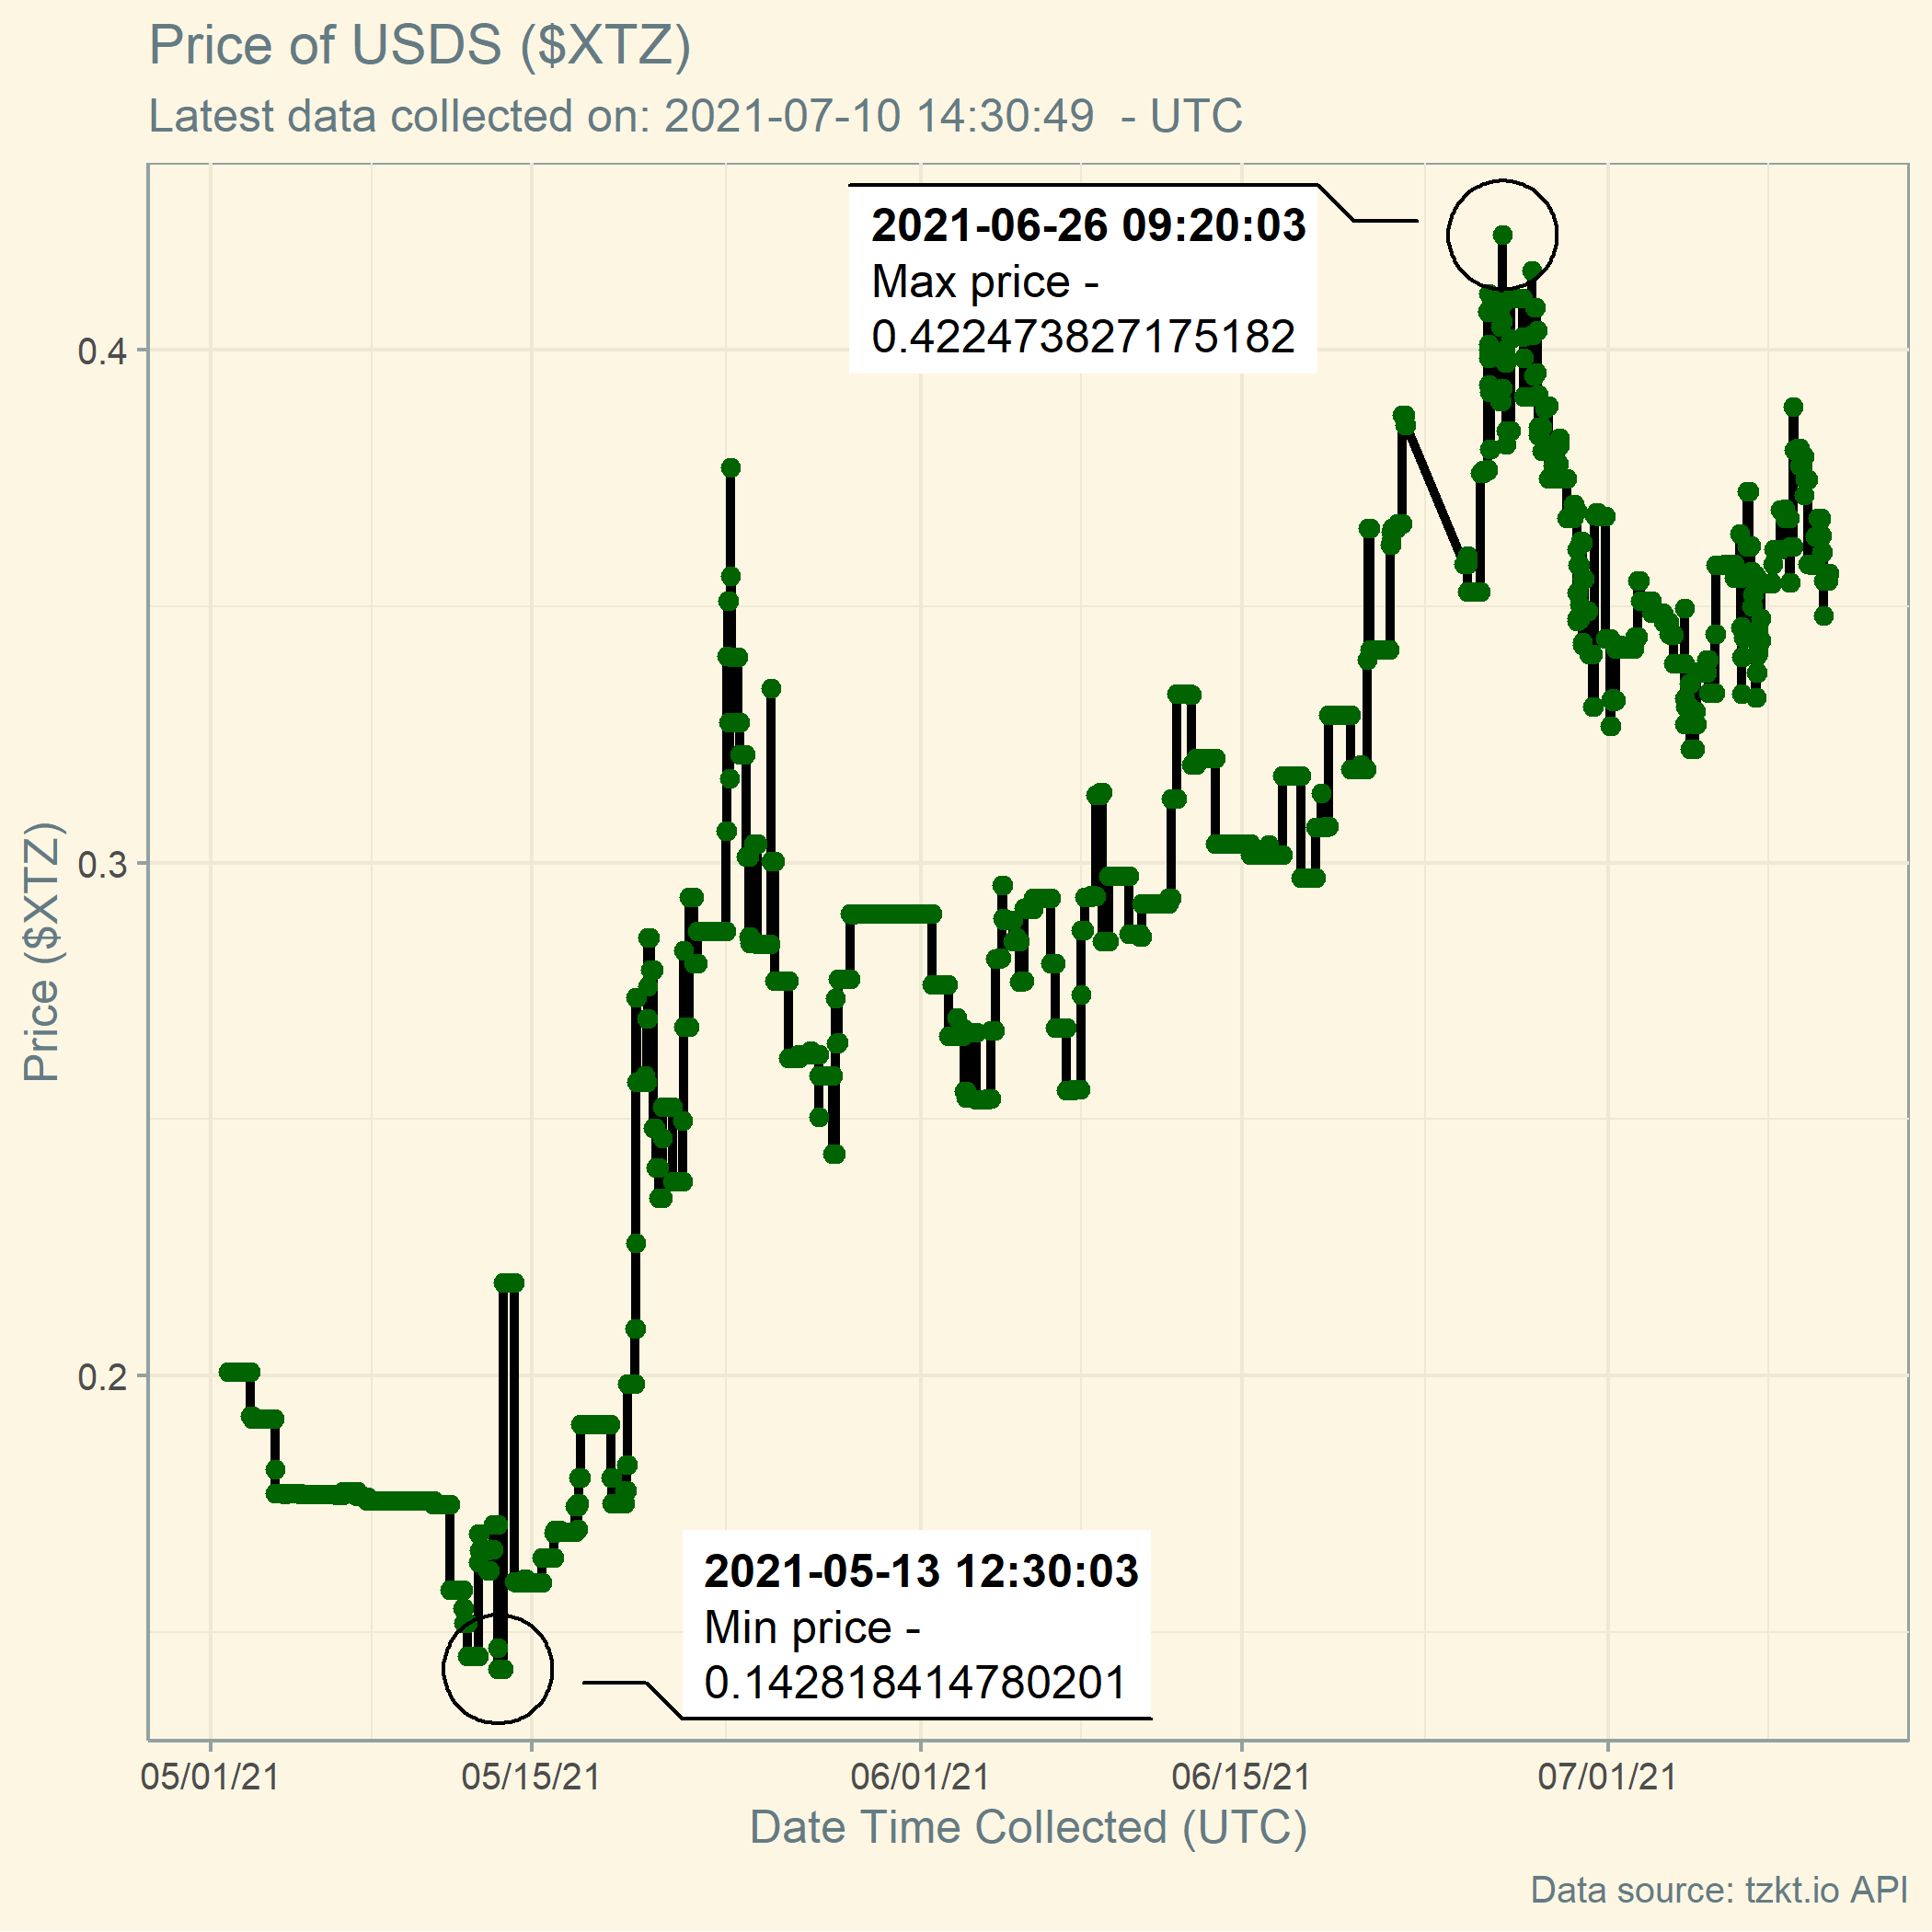 Price of USDS ($XTZ)
Latest data collected on: 2021-07-10 14:30:49  - UTC
2021-06-26 09:20:03
Max price -
0.422473827175182
0.4
0.3
0.2
Price ($XTZ)
2021-05-13 12:30:03
Min price -
0.142818414780201
05/01/21
05/15/21
06/01/21
06/15/21
07/01/21
Date Time Collected (UTC)
Data source: tzkt.io API